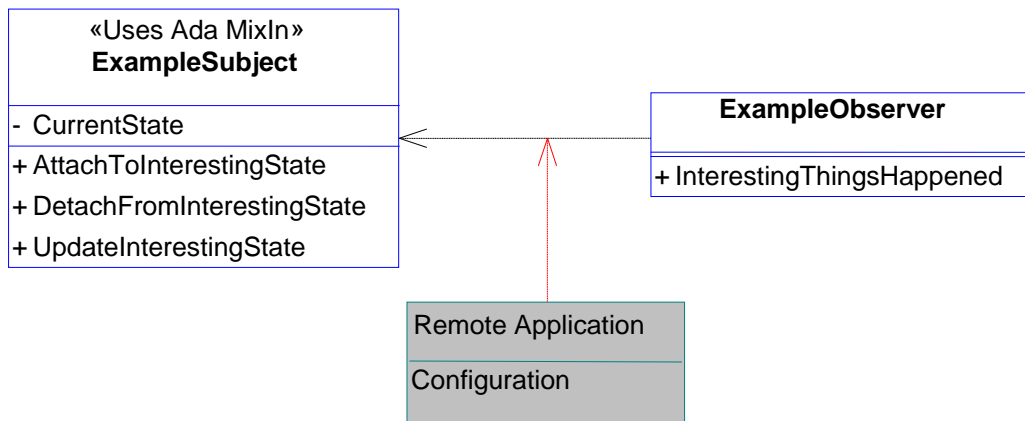 «Uses Ada MixIn»
ExampleSubject
- CurrentState
+ AttachToInterestingState
+ DetachFromInterestingState
+ UpdateInterestingState
ExampleObserver
+ InterestingThingsHappened
Remote Application
Configuration